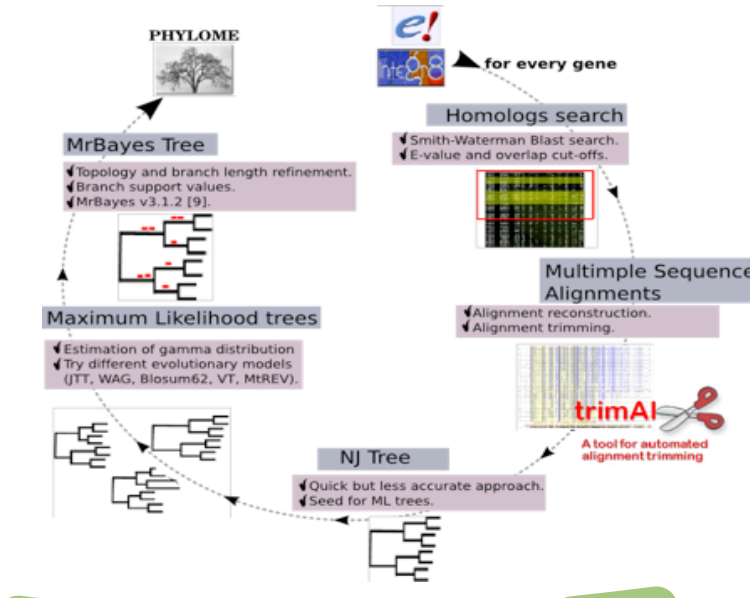 PHYLOME
e!
Integr8
for every gene
Homologs search
Smith-Waterman Blast search.
E-value and overlap cut-offs.
Multimple Sequence
Alignments
Alignment reconstruction.
Alignment trimming.
trimAl
A tool for automated
alignment trimming
NJ Tree
Quick but less accurate approach.
Seed for ML trees.
Maximum Likelihood trees
Estimation of gamma distribution
Try different evolutionary models
(JTT, WAG, Blosum62, VT, MtREV).
MrBayes Tree
Topology and branch length refinement.
Branch support values.
MrBayes v3.1.2 [9].